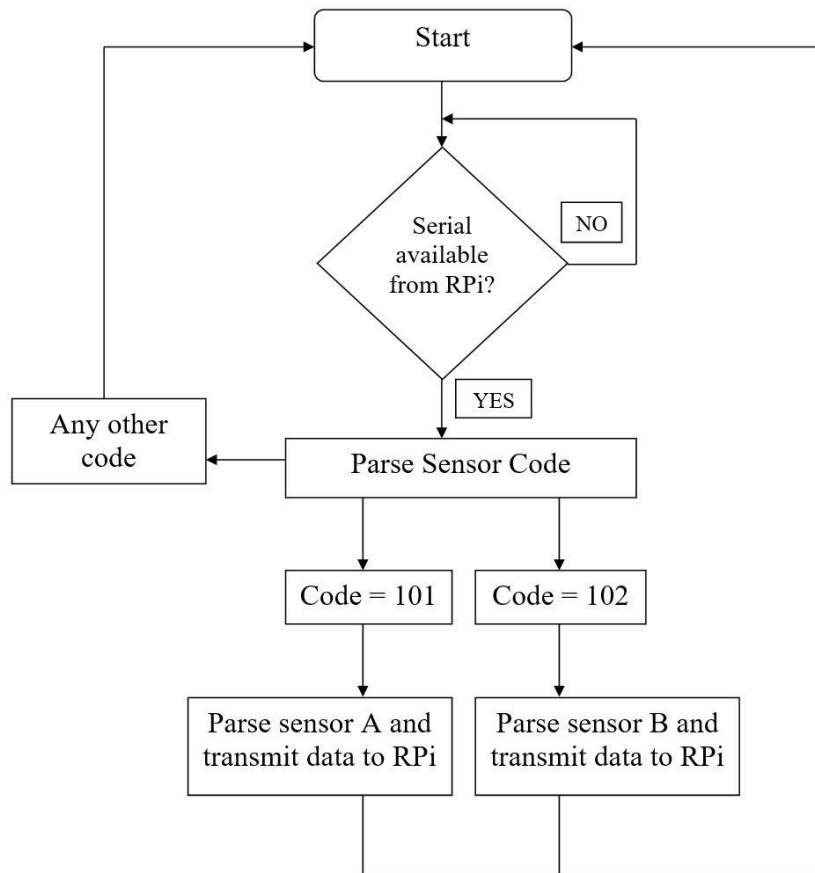 Start
Serial
available
from RPi?
NO
YES
Any other
code
Parse Sensor Code
Code = 101
Code = 102
Parse sensor A and
transmit data to RPi
Parse sensor B and
transmit data to RPi